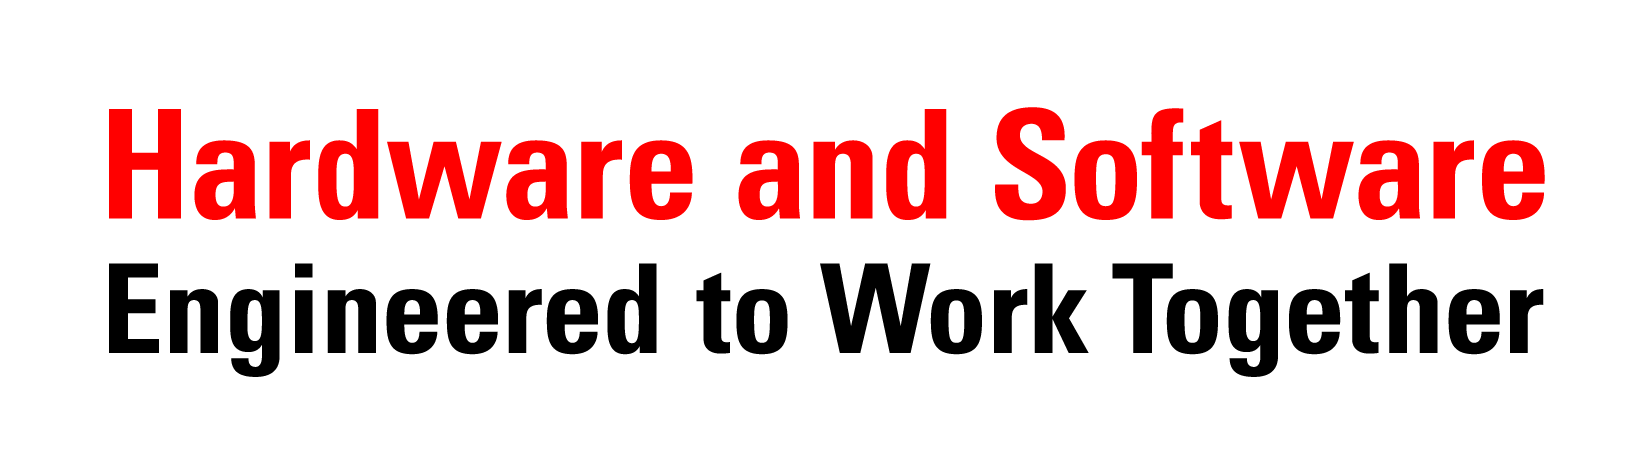 Hardware and Software
Engineered to Work Together